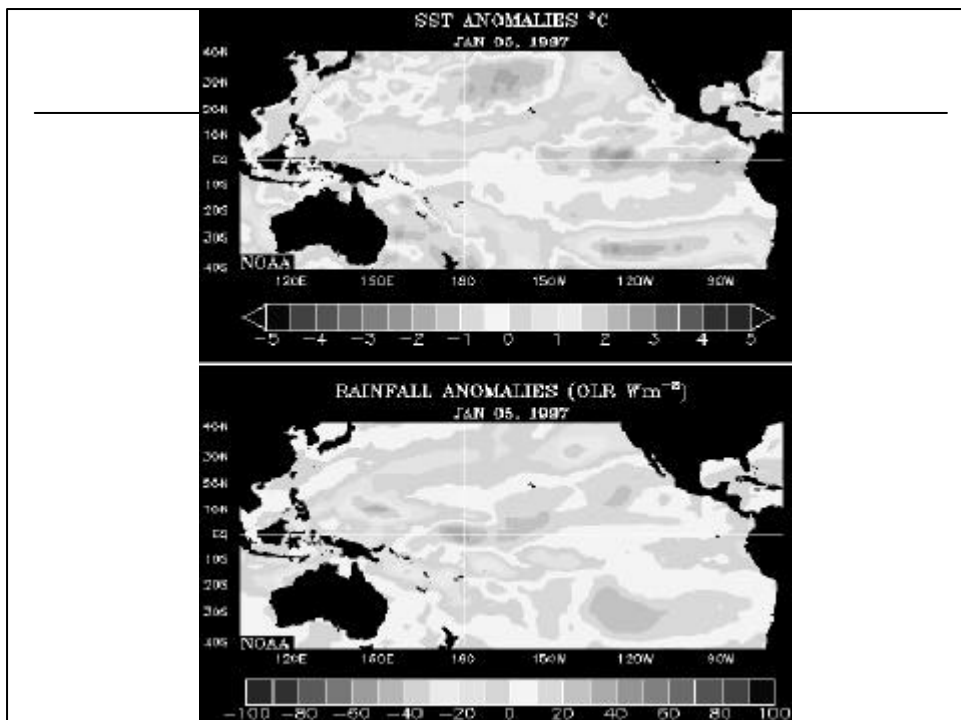 SST ANOMALIES °C
JAN 05, 1997
40N
30N
20N
10N
EQ
10S
20S
30S
40S
NOAA
120E 150E 180 150W 120W 90W
-5 -4 -3 -2 -1 0 1 2 3 4 5
RAINFALL ANOMALIES (OLR Wm⁻²)
JAN 05, 1997
40N
30N
20N
10N
EQ
10S
20S
30S
40S
NOAA
120E 150E 180 150W 120W 90W
-100 -80 -60 -40 -20 0 20 40 60 80 100